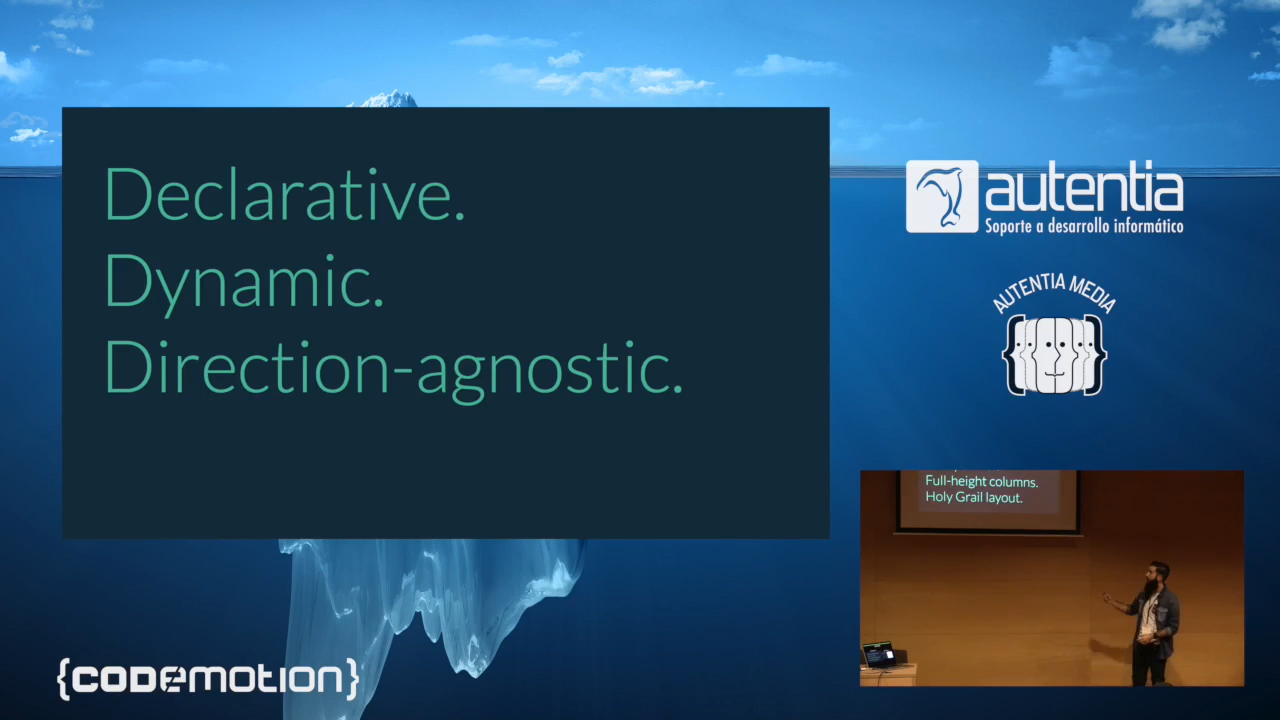 Declarative.
Dynamic.
Direction-agnostic.
autentia
Soporte a desarrollo informático
AUTENTIA MEDIA
Full-height columns.
Holy Grail layout.
{CODEMOTION}